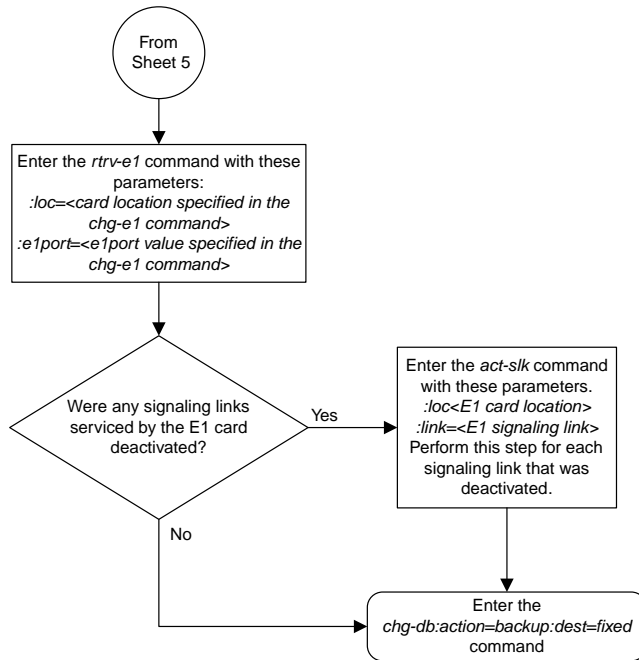 From
Sheet 5
Enter the rtrv-e1 command with these
parameters:
:loc=<card location specified in the
chg-e1 command>
:e1port=<e1port value specified in the
chg-e1 command>
Were any signaling links
serviced by the E1 card
deactivated?
Yes
Enter the act-slk command
with these parameters.
:loc<E1 card location>
:link=<E1 signaling link>
Perform this step for each
signaling link that was
deactivated.
No
Enter the
chg-db:action=backup:dest=fixed
command